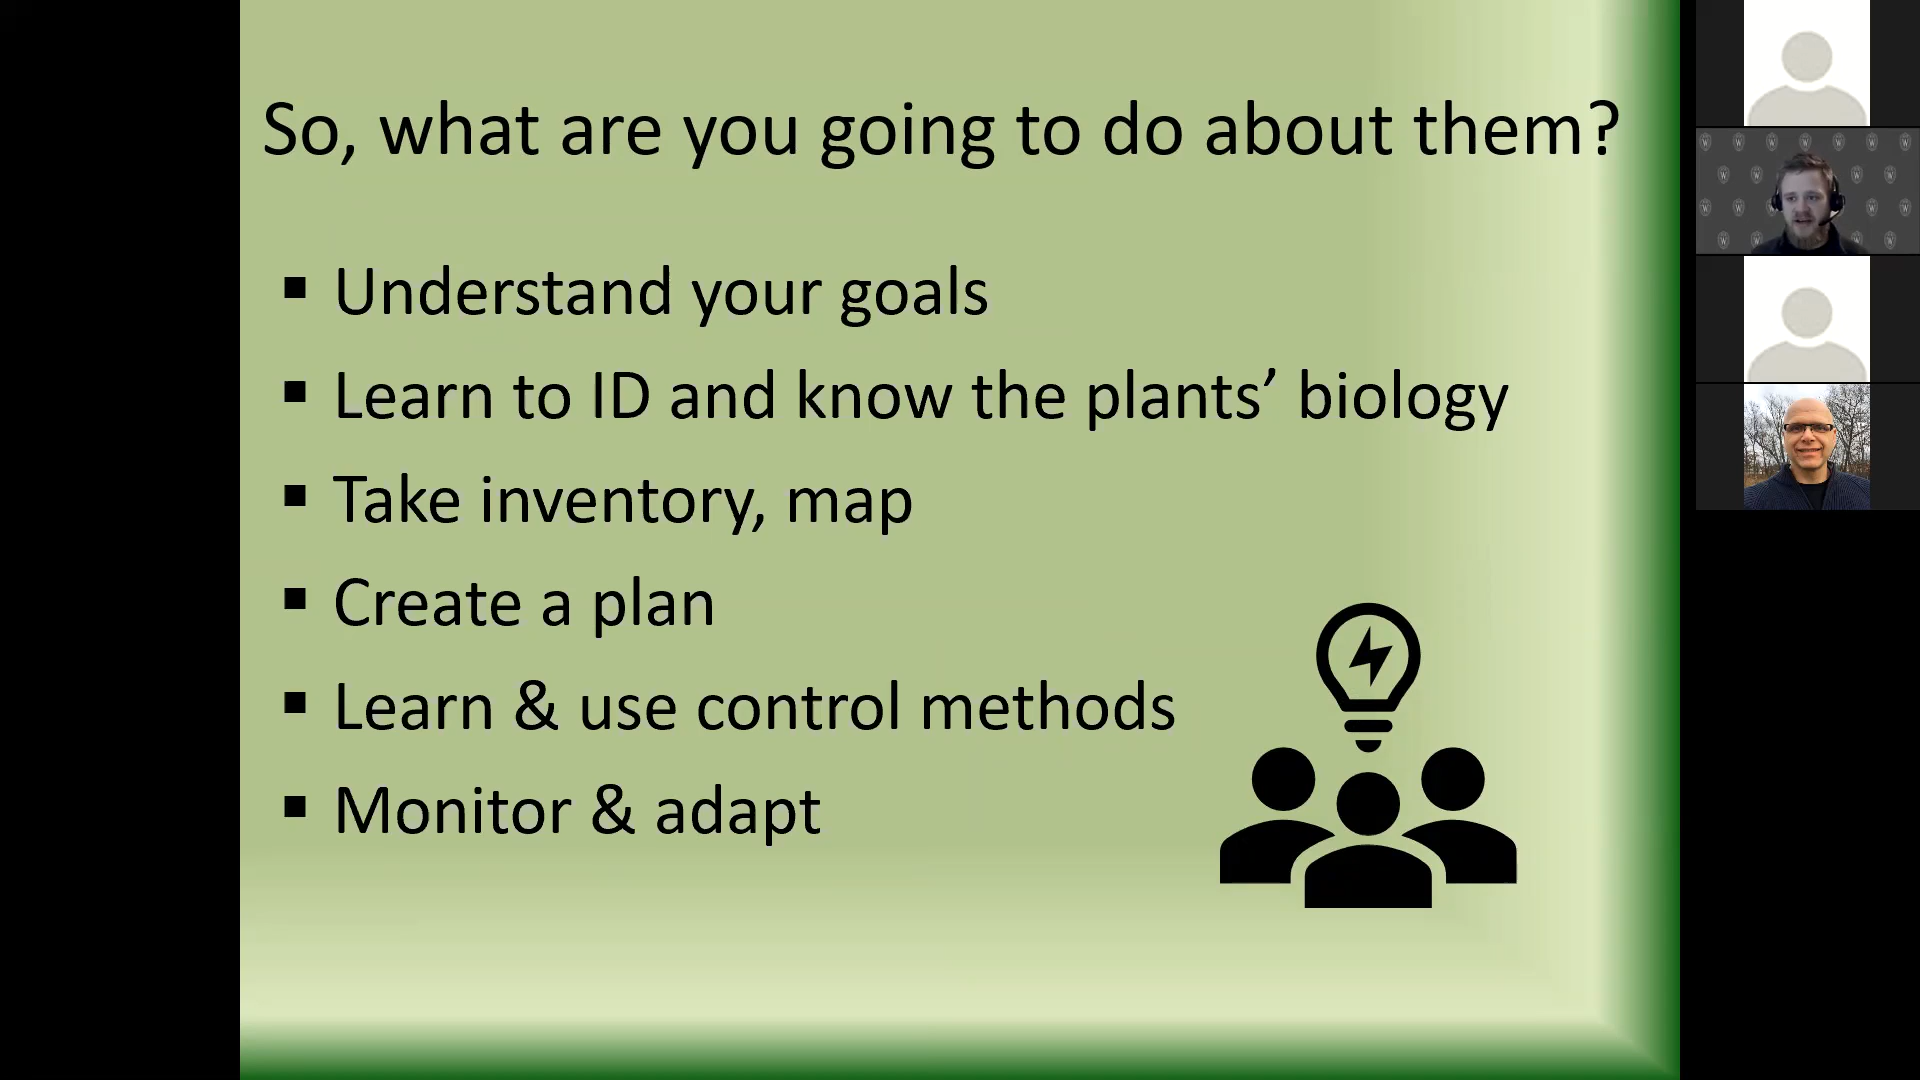 So, what are you going to do about them?
▪ Understand your goals
▪ Learn to ID and know the plants’ biology
▪ Take inventory, map
▪ Create a plan
▪ Learn & use control methods
▪ Monitor & adapt